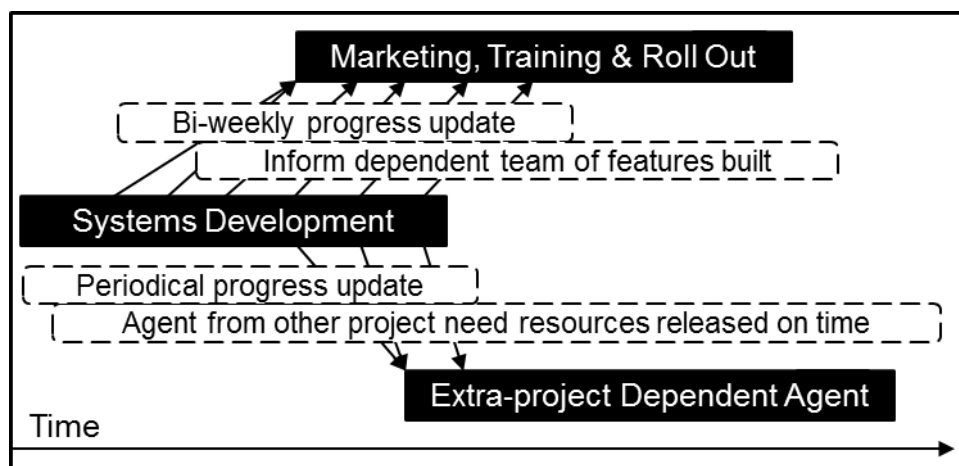 Marketing, Training & Roll Out
Bi-weekly progress update
Inform dependent team of features built
Systems Development
Periodical progress update
Agent from other project need resources released on time
Extra-project Dependent Agent
Time